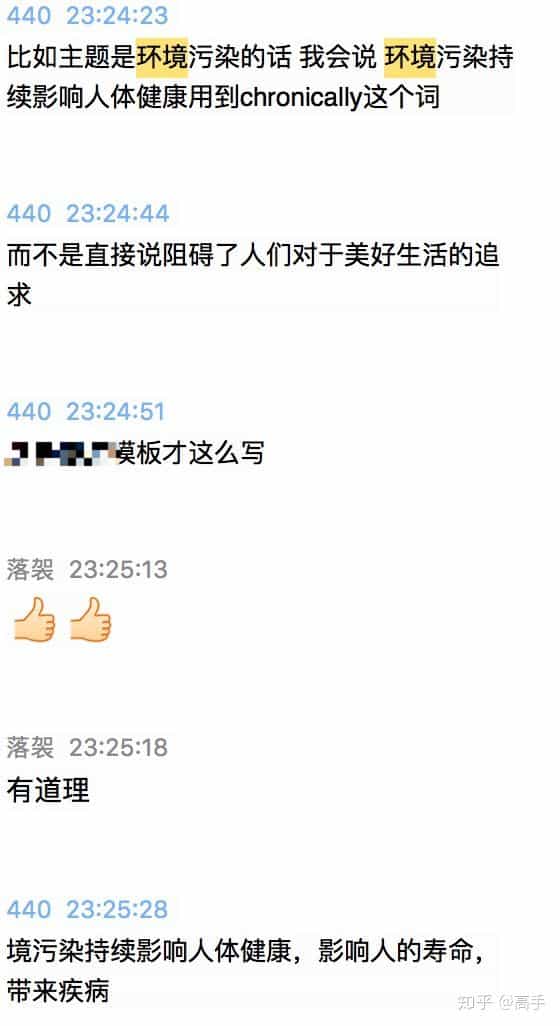 440 23:24:23
比如主题是环境污染的话 我会说 环境污染持
续影响人体健康用到chronically这个词
440 23:24:44
而不是直接说阻碍了人们对于美好生活的追
求
440 23:24:51
模板才这么写
落袈 23:25:13
落袈 23:25:18
有道理
440 23:25:28
境污染持续影响人体健康，影响人的寿命，
带来疾病
知乎 @高手